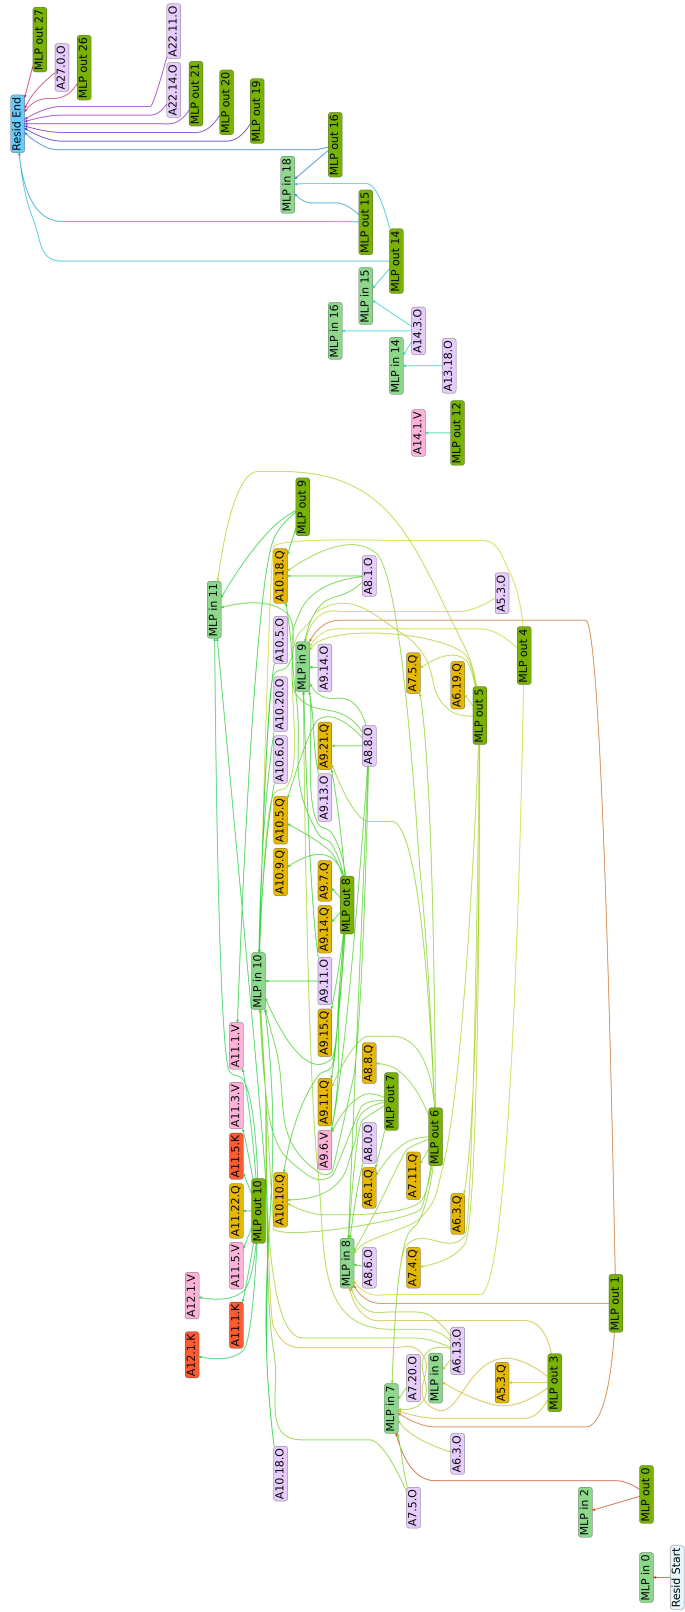 MLP out 27
A27.0.O
MLP out 26
A22.11.O
A22.14.O
Resid End
MLP out 21
MLP out 20
MLP out 19
MLP out 16
MLP in 18
MLP out 15
MLP out 14
MLP in 15
MLP in 16
A14.3.O
MLP in 14
A13.18.O
A14.1.V
MLP out 12
MLP out 9
A10.18.Q
A8.1.O
A5.3.O
MLP in 11
A10.5.O
MLP in 9
A9.14.O
MLP out 4
A7.5.Q
A6.19.Q
A10.20.O
MLP out 5
A9.21.Q
A8.8.O
A10.6.O
A9.13.O
A10.5.Q
A10.9.Q
A9.7.Q
MLP out 8
A9.14.Q
MLP in 10
A9.11.O
A9.15.Q
A11.1.V
A8.8.Q
A9.11.Q
MLP out 7
A11.3.V
MLP out 6
A9.6.V
A8.0.O
A11.5.K
A7.11.Q
A8.1.Q
A10.10.Q
MLP out 10
A11.22.Q
A6.3.Q
MLP in 8
A11.5.V
A8.6.O
A7.4.Q
A12.1.V
MLP out 1
A11.1.K
A12.1.K
A6.13.O
A7.20.O
MLP in 6
A5.3.Q
MLP out 3
MLP in 7
A6.3.O
A10.18.O
A7.5.O
MLP in 2
MLP out 0
MLP in 0
Resid Start